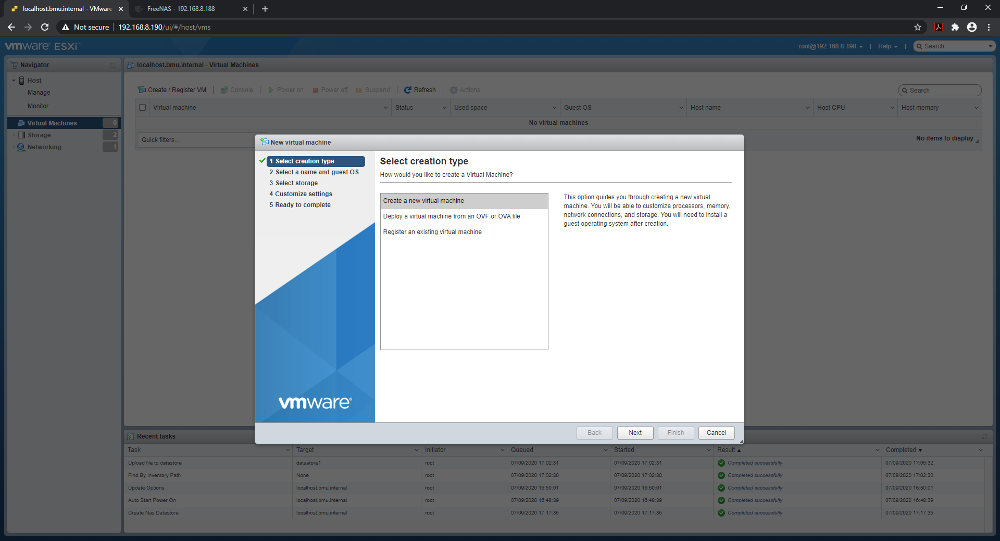 localhost.bmu.internal - VMware
FreeNAS - 192.168.8.188
Not secure
192.168.8.190/ui/#/host/vms
vmware® ESXi™
root@192.168.8.190
Help
Search
Navigator
Host
Manage
Monitor
Virtual Machines 0
Storage 2
Networking 1
localhost.bmu.internal - Virtual Machines
Create / Register VM
Console
Power on
Power off
Suspend
Refresh
Actions
Search
Virtual machine Status Used space Guest OS Host name Host CPU Host memory
No virtual machines
Quick filters...
No items to display
New virtual machine
1 Select creation type
2 Select a name and guest OS
3 Select storage
4 Customize settings
5 Ready to complete
vmware®
Select creation type
How would you like to create a Virtual Machine?
Create a new virtual machine
Deploy a virtual machine from an OVF or OVA file
Register an existing virtual machine
This option guides you through creating a new virtual
machine. You will be able to customize processors, memory,
network connections, and storage. You will need to install a
guest operating system after creation.
Back Next Finish Cancel
Recent tasks
Task Target Initiator Queued Started Result Completed
Upload file to datastore datastore1 root 07/09/2020 17:02:31 07/09/2020 17:02:31 Completed successfully 07/09/2020 17:05:32
Find By Inventory Path None root 07/09/2020 17:02:30 07/09/2020 17:02:30 Completed successfully 07/09/2020 17:02:30
Update Options localhost.bmu.internal root 07/09/2020 16:50:01 07/09/2020 16:50:01 Completed successfully 07/09/2020 16:50:01
Auto Start Power On localhost.bmu.internal root 07/09/2020 16:48:39 07/09/2020 16:48:39 Completed successfully 07/09/2020 16:48:39
Create Nas Datastore localhost.bmu.internal root 07/09/2020 17:17:35 07/09/2020 17:17:35 Completed successfully 07/09/2020 17:17:35